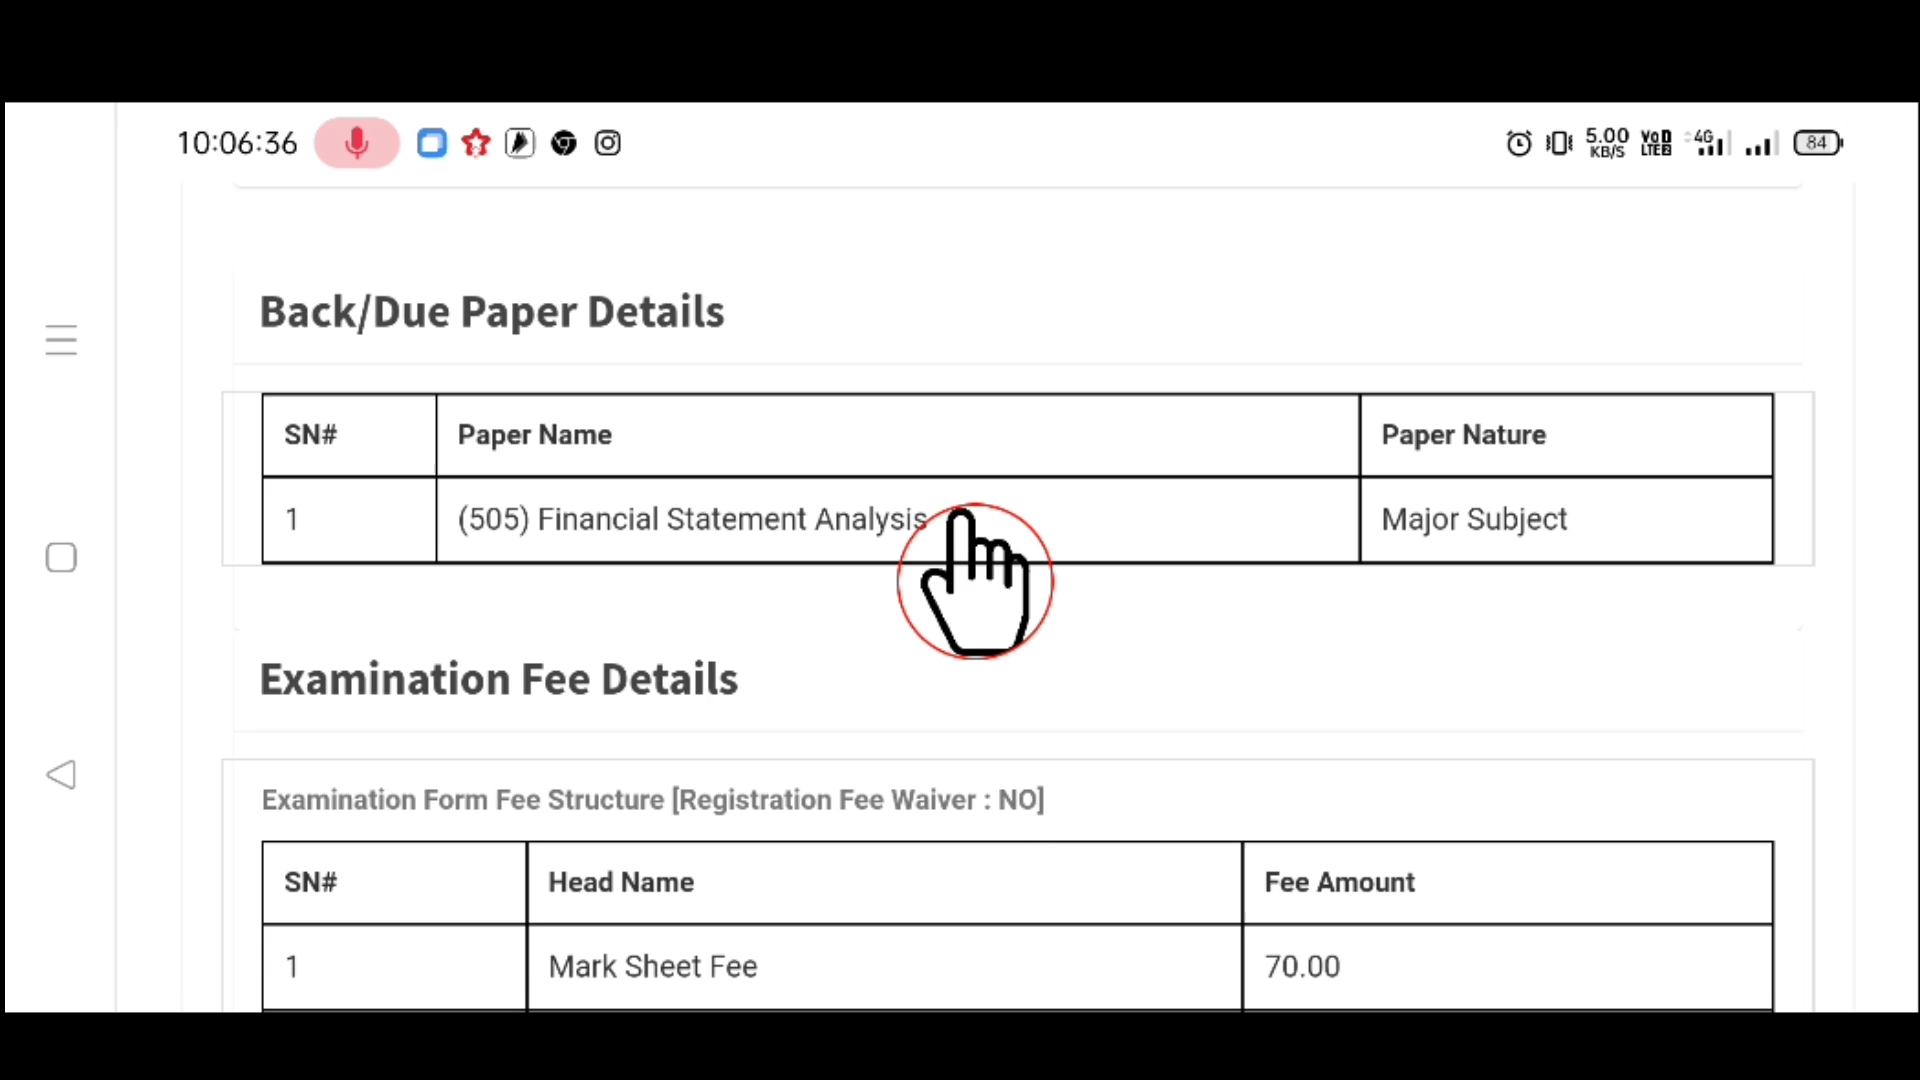 10:06:36
5.00 KB/S VoD LTE2 4G 84
Back/Due Paper Details
SN# Paper Name Paper Nature
1 (505) Financial Statement Analysis Major Subject
Examination Fee Details
Examination Form Fee Structure [Registration Fee Waiver : NO]
SN# Head Name Fee Amount
1 Mark Sheet Fee 70.00